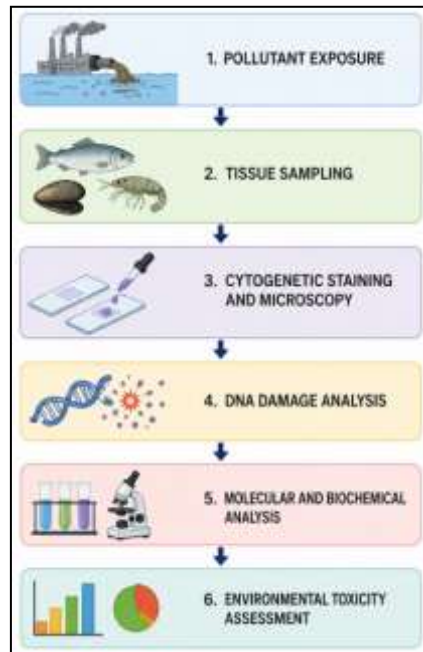 1. POLLUTANT EXPOSURE
2. TISSUE SAMPLING
3. CYTOGENETIC STAINING
AND MICROSCOPY
4. DNA DAMAGE ANALYSIS
5. MOLECULAR AND BIOCHEMICAL
ANALYSIS
6. ENVIRONMENTAL TOXICITY
ASSESSMENT